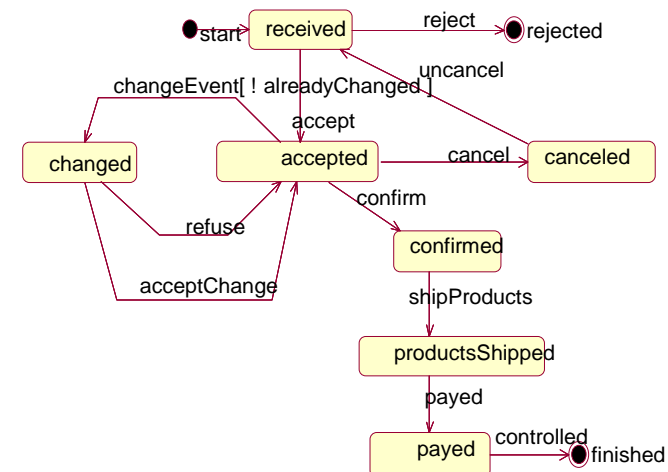 start
received
reject
rejected
changeEvent[ ! alreadyChanged ]
uncancel
accept
changed
accepted
cancel
canceled
confirm
refuse
confirmed
acceptChange
shipProducts
productsShipped
payed
payed
controlled
finished